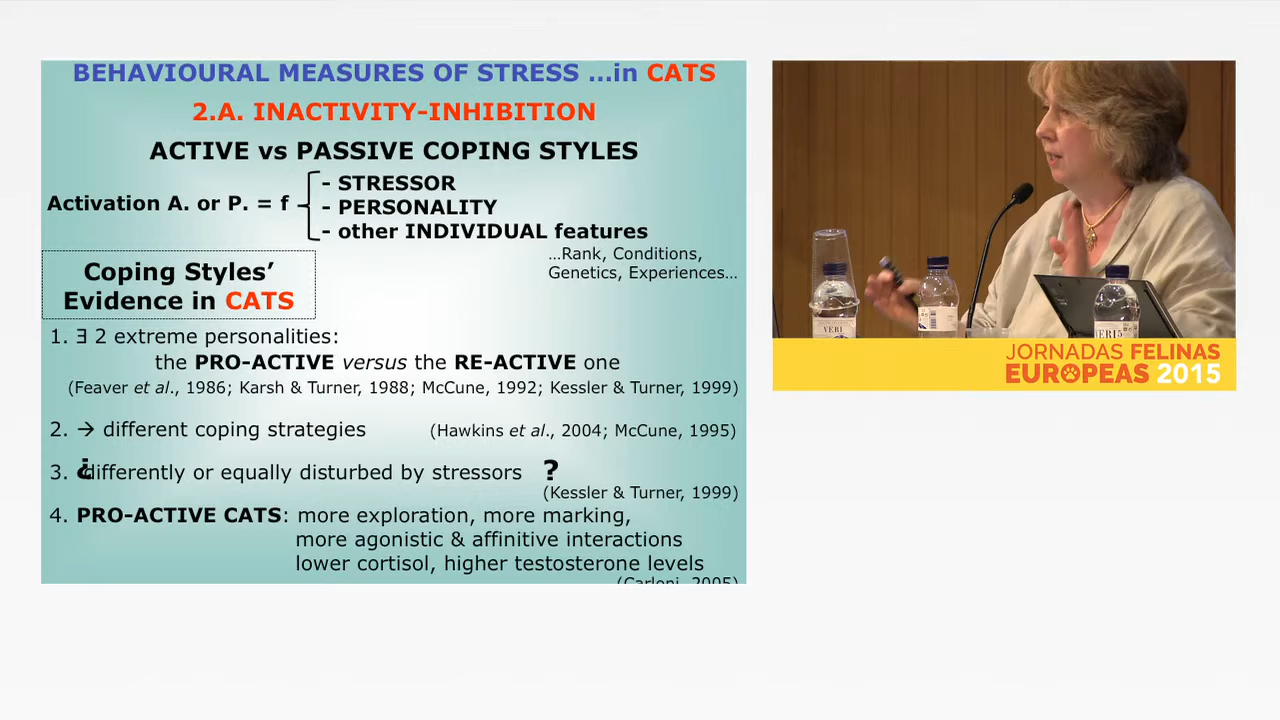 BEHAVIOURAL MEASURES OF STRESS ...in CATS
2.A. INACTIVITY-INHIBITION
ACTIVE vs PASSIVE COPING STYLES
Activation A. or P. = f
- STRESSOR
- PERSONALITY
- other INDIVIDUAL features
...Rank, Conditions,
Genetics, Experiences...
Coping Styles’
Evidence in CATS
1. ∃ 2 extreme personalities:
the PRO-ACTIVE versus the RE-ACTIVE one
(Feaver et al., 1986; Karsh & Turner, 1988; McCune, 1992; Kessler & Turner, 1999)
2. → different coping strategies (Hawkins et al., 2004; McCune, 1995)
3. ¿differently or equally disturbed by stressors ?
(Kessler & Turner, 1999)
4. PRO-ACTIVE CATS: more exploration, more marking,
more agonistic & affinitive interactions
lower cortisol, higher testosterone levels
(Carloni, 2005)
VERI
JORNADAS FELINAS
EUROPEAS 2015